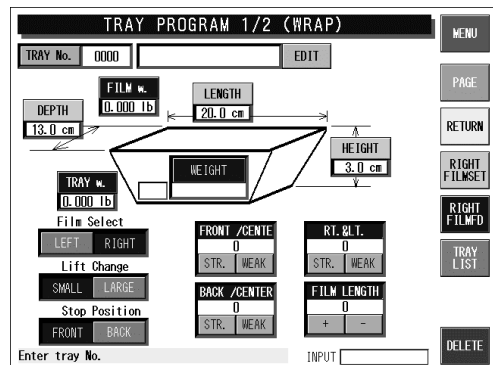 TRAY PROGRAM 1/2 (WRAP)
MENU
TRAY No. 0000 EDIT
FILM w.
0.000 lb
LENGTH
20.0 cm
PAGE
DEPTH
13.0 cm
RETURN
HEIGHT
3.0 cm
WEIGHT
RIGHT
FILMSET
TRAY w.
0.000 lb
RIGHT
FILMFD
Film Select
LEFT RIGHT
FRONT /CENTE
0
STR. WEAK
RT.&LT.
0
STR. WEAK
TRAY
LIST
Lift Change
SMALL LARGE
BACK /CENTER
0
STR. WEAK
FILM LENGTH
0
+ -
Stop Position
FRONT BACK
DELETE
Enter tray No.
INPUT